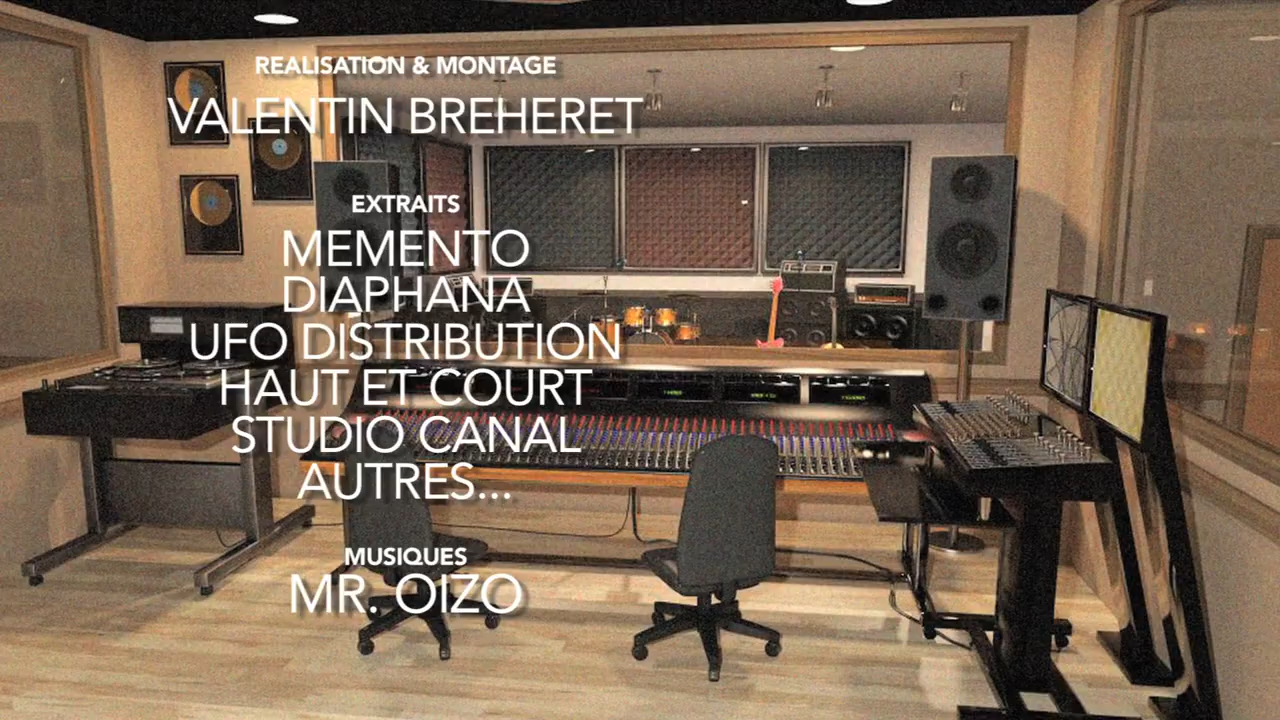 REALISATION & MONTAGE
VALENTIN BREHERET
EXTRAITS
MEMENTO
DIAPHANA
UFO DISTRIBUTION
HAUT ET COURT
STUDIO CANAL
AUTRES...
MUSIQUES
MR. OIZO